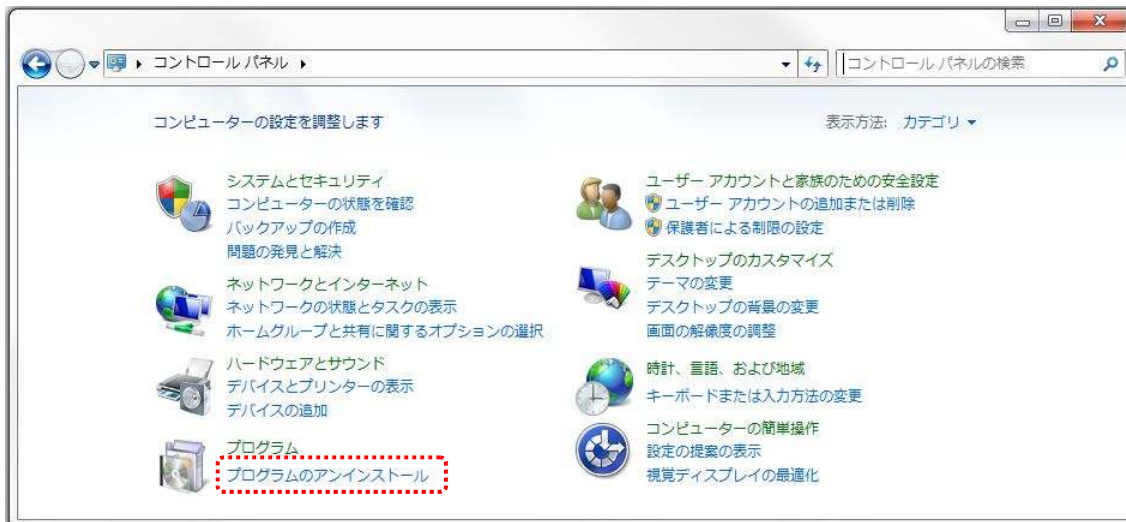 コントロール パネル
コントロール パネルの検索
コンピューターの設定を調整します
表示方法: カテゴリ
システムとセキュリティ
コンピューターの状態を確認
バックアップの作成
問題の発見と解決
ネットワークとインターネット
ネットワークの状態とタスクの表示
ホームグループと共有に関するオプションの選択
ハードウェアとサウンド
デバイスとプリンターの表示
デバイスの追加
プログラム
プログラムのアンインストール
ユーザー アカウントと家族のための安全設定
ユーザー アカウントの追加または削除
保護者による制限の設定
デスクトップのカスタマイズ
テーマの変更
デスクトップの背景の変更
画面の解像度の調整
時計、言語、および地域
キーボードまたは入力方法の変更
コンピューターの簡単操作
設定の提案の表示
視覚ディスプレイの最適化